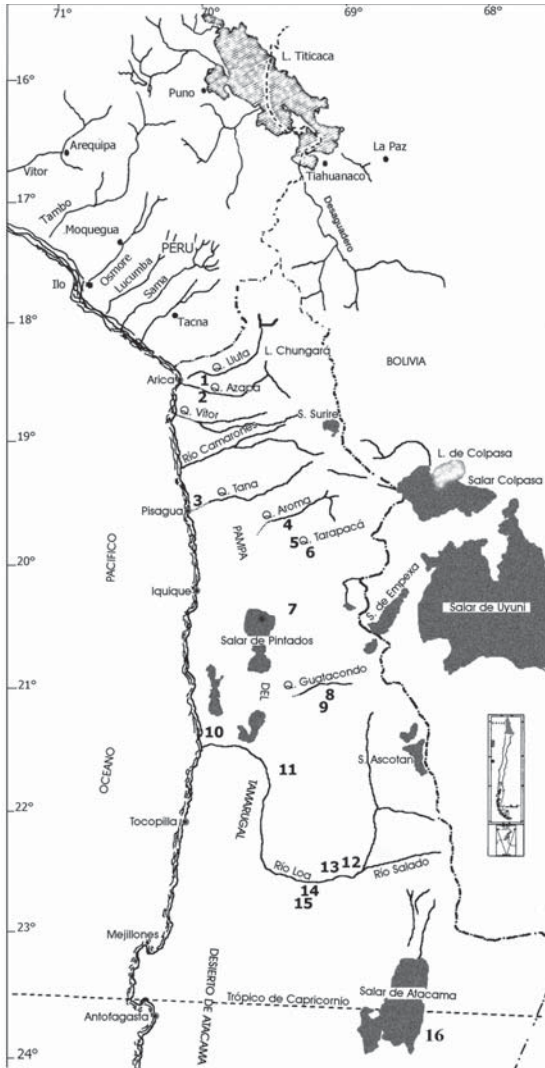 71°
70°
69°
68°
L. Titicaca
16°
Puno
Arequipa
La Paz
Vitor
Tiahuanaco
17°
Tambo
Desaguadero
Moquegua
PERU
Osmore
Lucumba
Ilo
Sama
Tacna
18°
Q. Lluta
L. Chungará
BOLIVIA
Arica
1
Q. Azapa
2
Q. Vitor
S. Surire
19°
Río Camarones
L. de Colpasa
Salar Colpasa
Q. Tana
3
Pisagua
Q. Aroma
4
PAMPA
5
Q. Tarapacá
6
20°
PACIFICO
Iquique
S. de Empexa
Salar de Uyuni
7
Salar de Pintados
21°
Q. Guatacondo
8
DEL
9
10
OCEANO
11
S. Ascotan
22°
Tocopilla
TAMARUGAL
Río Loa
13
12
Río Salado
14
15
23°
Mejillones
DESIERTO DE ATACAMA
Trópico de Capricornio
Salar de Atacama
Antofagasta
16
24°